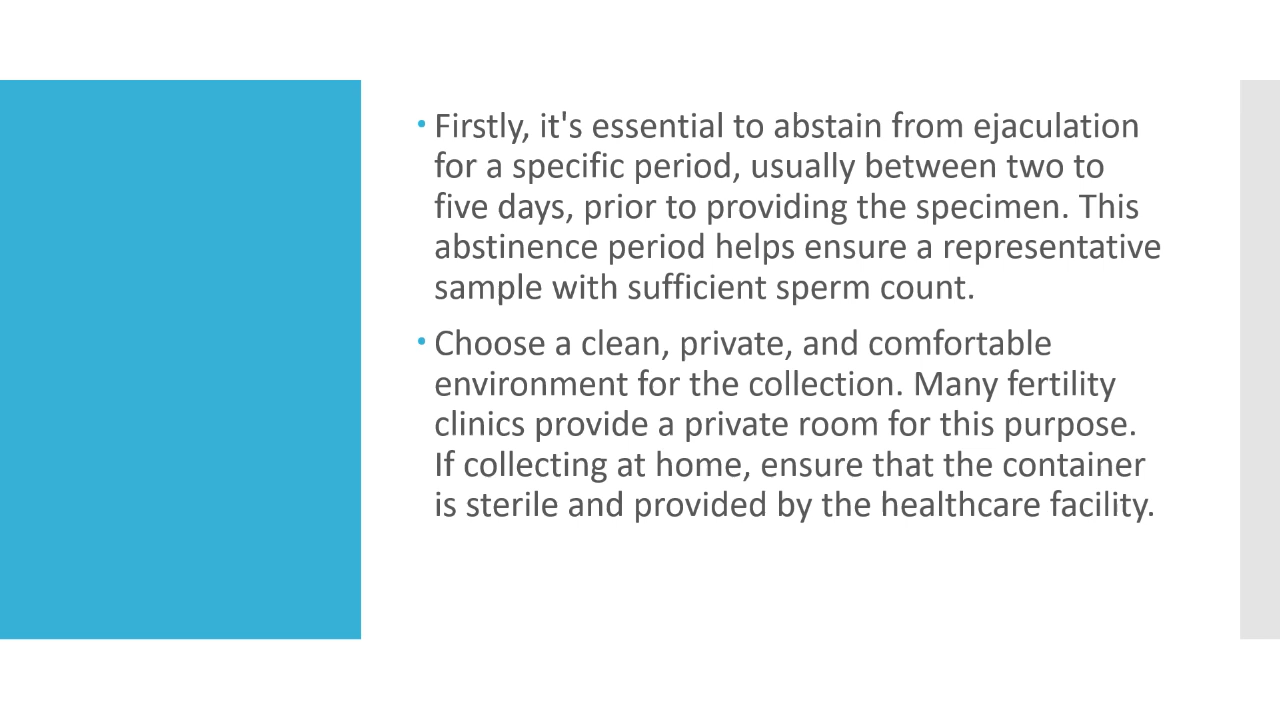 • Firstly, it's essential to abstain from ejaculation
for a specific period, usually between two to
five days, prior to providing the specimen. This
abstinence period helps ensure a representative
sample with sufficient sperm count.
• Choose a clean, private, and comfortable
environment for the collection. Many fertility
clinics provide a private room for this purpose.
If collecting at home, ensure that the container
is sterile and provided by the healthcare facility.